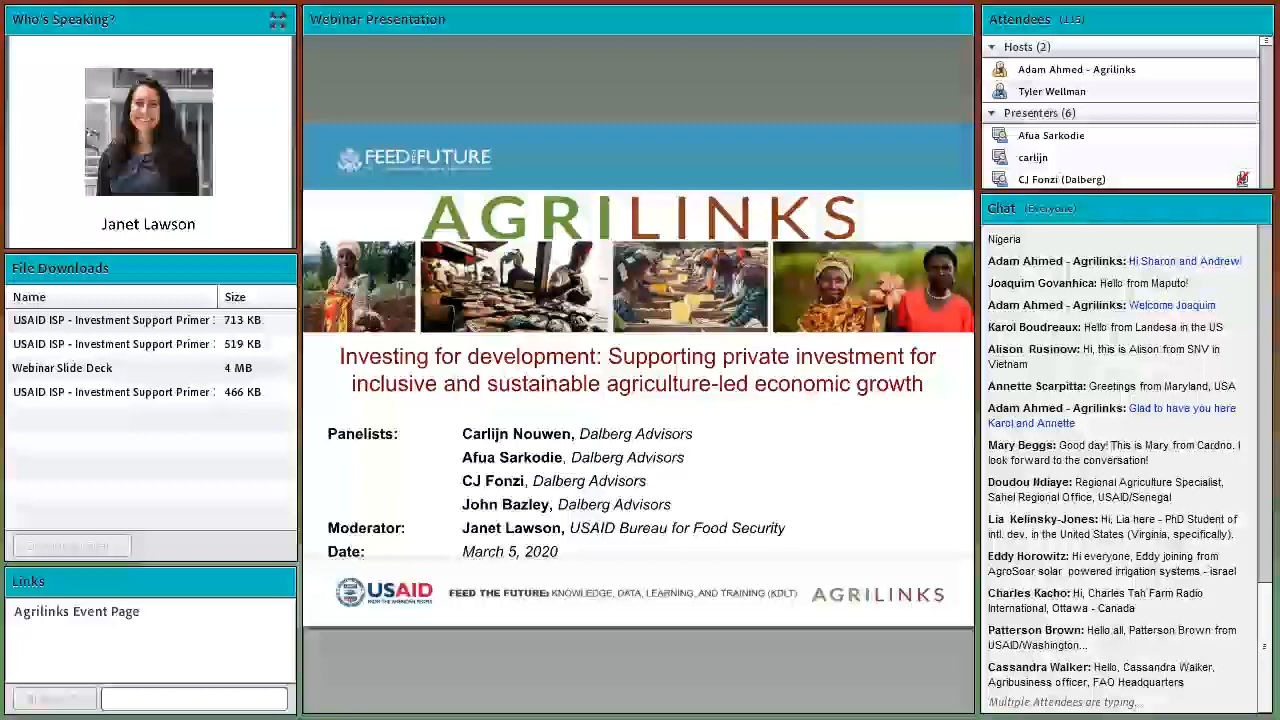 Who's Speaking?
Janet Lawson
File Downloads
Name Size
USAID ISP - Investment Support Primer 713 KB
USAID ISP - Investment Support Primer 519 KB
Webinar Slide Deck 4 MB
USAID ISP - Investment Support Primer 466 KB
Links
Agrilinks Event Page
Webinar Presentation
FEED THE FUTURE
AGRILINKS
Investing for development: Supporting private investment for
inclusive and sustainable agriculture-led economic growth
Panelists: Carlijn Nouwen, Dalberg Advisors
Afua Sarkodie, Dalberg Advisors
CJ Fonzi, Dalberg Advisors
John Bazley, Dalberg Advisors
Moderator: Janet Lawson, USAID Bureau for Food Security
Date: March 5, 2020
USAID
FROM THE AMERICAN PEOPLE
FEED THE FUTURE: KNOWLEDGE, DATA, LEARNING, AND TRAINING (KDLT)
AGRILINKS
Attendees (115)
Hosts (2)
Adam Ahmed - Agrilinks
Tyler Wellman
Presenters (6)
Afua Sarkodie
carlijn
CJ Fonzi (Dalberg)
Chat (Everyone)
Nigeria
Adam Ahmed - Agrilinks: Hi Sharon and Andrew!
Joaquim Govanhica: Hello from Maputo!
Adam Ahmed - Agrilinks: Welcome Joaquim
Karol Boudreaux: Hello from Landesa in the US
Alison Rusinow: Hi, this is Alison from SNV in
Vietnam
Annette Scarpitta: Greetings from Maryland, USA
Adam Ahmed - Agrilinks: Glad to have you here
Karol and Annette
Mary Beggs: Good day! This is Mary from Cardno. I
look forward to the conversation!
Doudou Ndiaye: Regional Agriculture Specialist,
Sahel Regional Office, USAID/Senegal
Lia Kelinsky-Jones: Hi, Lia here - PhD Student of
intl. dev. in the United States (Virginia, specifically).
Eddy Horowitz: Hi everyone, Eddy joining from
AgroSolar solar powered irrigation systems - israel
Charles Kacho: Hi, Charles Tah Farm Radio
International, Ottawa - Canada
Patterson Brown: Hello all, Patterson Brown from
USAID/Washington...
Cassandra Walker: Hello, Cassandra Walker,
Agribusiness officer, FAO Headquarters
Multiple Attendees are typing...